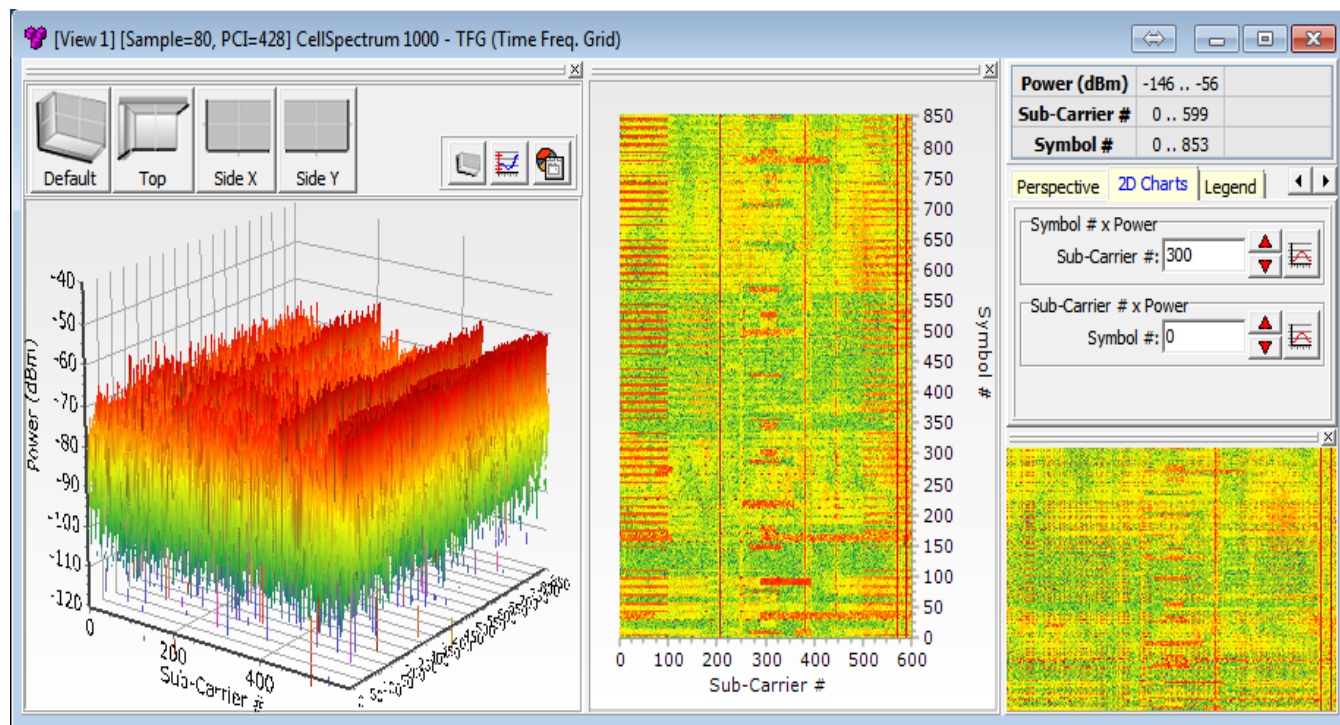 [View 1] [Sample=80, PCI=428] CellSpectrum 1000 - TFG (Time Freq. Grid)
Default
Top
Side X
Side Y
-40
-50
-60
-70
-80
-90
-100
-110
-120
Power (dBm)
0
200
400
Sub-Carrier #
850
800
750
700
650
600
550
500
450
400
350
300
250
200
150
100
50
0
Symbol #
0 100 200 300 400 500 600
Sub-Carrier #
Power (dBm) -146 .. -56
Sub-Carrier # 0 .. 599
Symbol # 0 .. 853
Perspective 2D Charts Legend
Symbol # x Power
Sub-Carrier #: 300
Sub-Carrier # x Power
Symbol #: 0